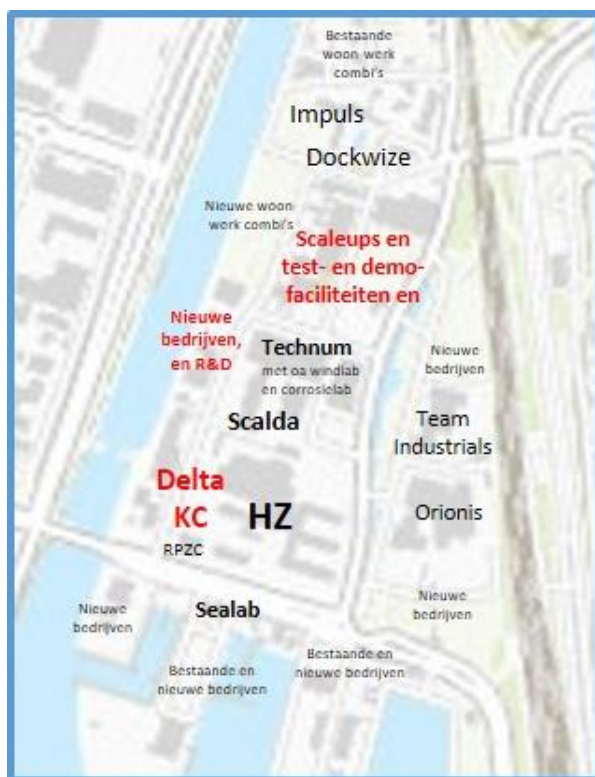 Bestaande
woon-werk
combi's
Impuls
Dockwize
Nieuwe woon
werk combi's
Scaleups en
test- en demo-
faciliteiten en
Nieuwe
bedrijven,
en R&D
Technum
met oa windlab
en corrosielab
Nieuwe
bedrijven
Scalda
Team
Industrials
Delta
KC
HZ
Orionis
RPZC
Nieuwe
bedrijven
Sealab
Nieuwe
bedrijven
Bestaande en
nieuwe bedrijven
Bestaande en
nieuwe bedrijven